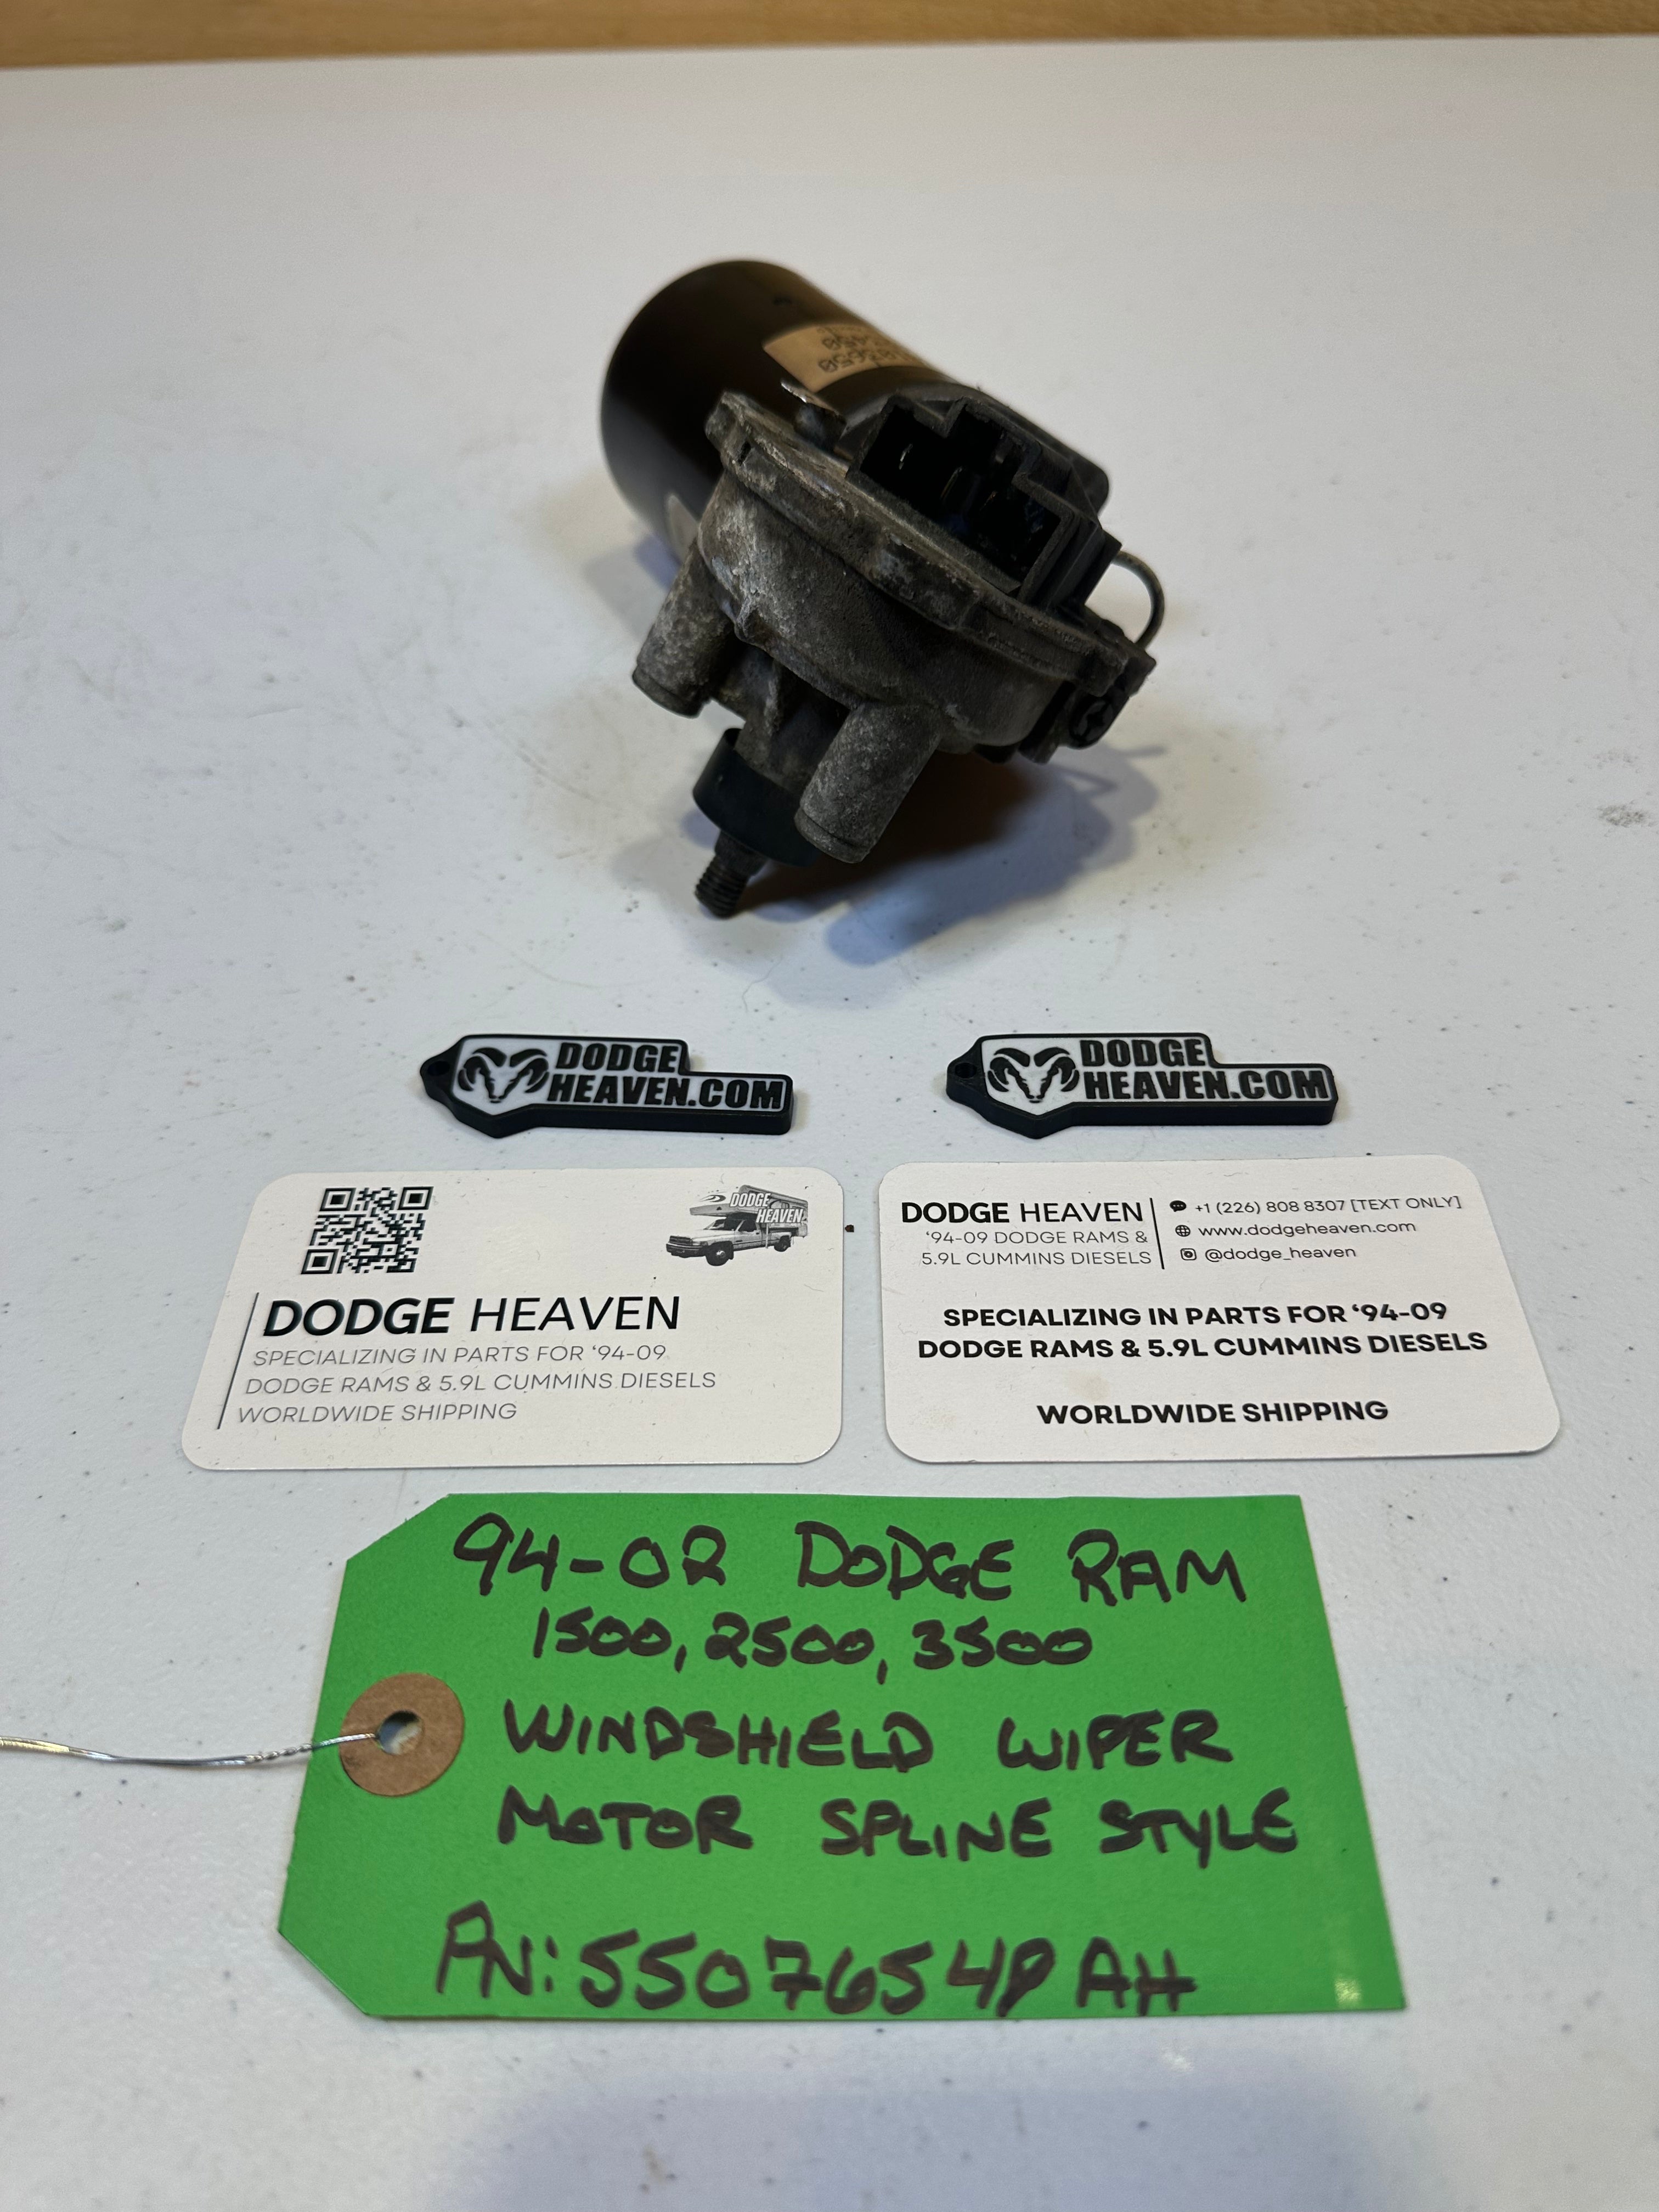 DODGE
HEAVEN.COM
DODGE
HEAVEN.COM
DODGE
HEAVEN
DODGE HEAVEN
SPECIALIZING IN PARTS FOR ‘94-09
DODGE RAMS & 5.9L CUMMINS DIESELS
WORLDWIDE SHIPPING
DODGE HEAVEN
‘94-09 DODGE RAMS &
5.9L CUMMINS DIESELS
+1 (226) 808 8307 [TEXT ONLY]
www.dodgeheaven.com
@dodge_heaven
SPECIALIZING IN PARTS FOR ‘94-09
DODGE RAMS & 5.9L CUMMINS DIESELS
WORLDWIDE SHIPPING
94-02 DODGE RAM
1500, 2500, 3500
WINDSHIELD WIPER
MOTOR SPLINE STYLE
PN: 55076549 AH